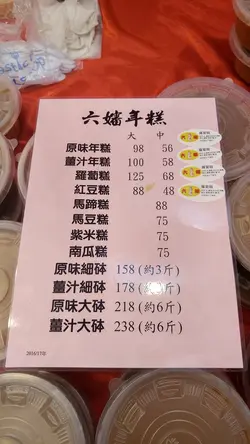 六嬸年糕
大 中
原味年糕 98 56
薑汁年糕 100 58
蘿蔔糕 125 68
紅豆糕 88 48
馬蹄糕 88
馬豆糕 75
紫米糕 75
南瓜糕 75
原味細砵 158 (約3斤)
薑汁細砵 178 (約 斤)
原味大砵 218 (約6斤)
薑汁大砵 238 (約6斤)